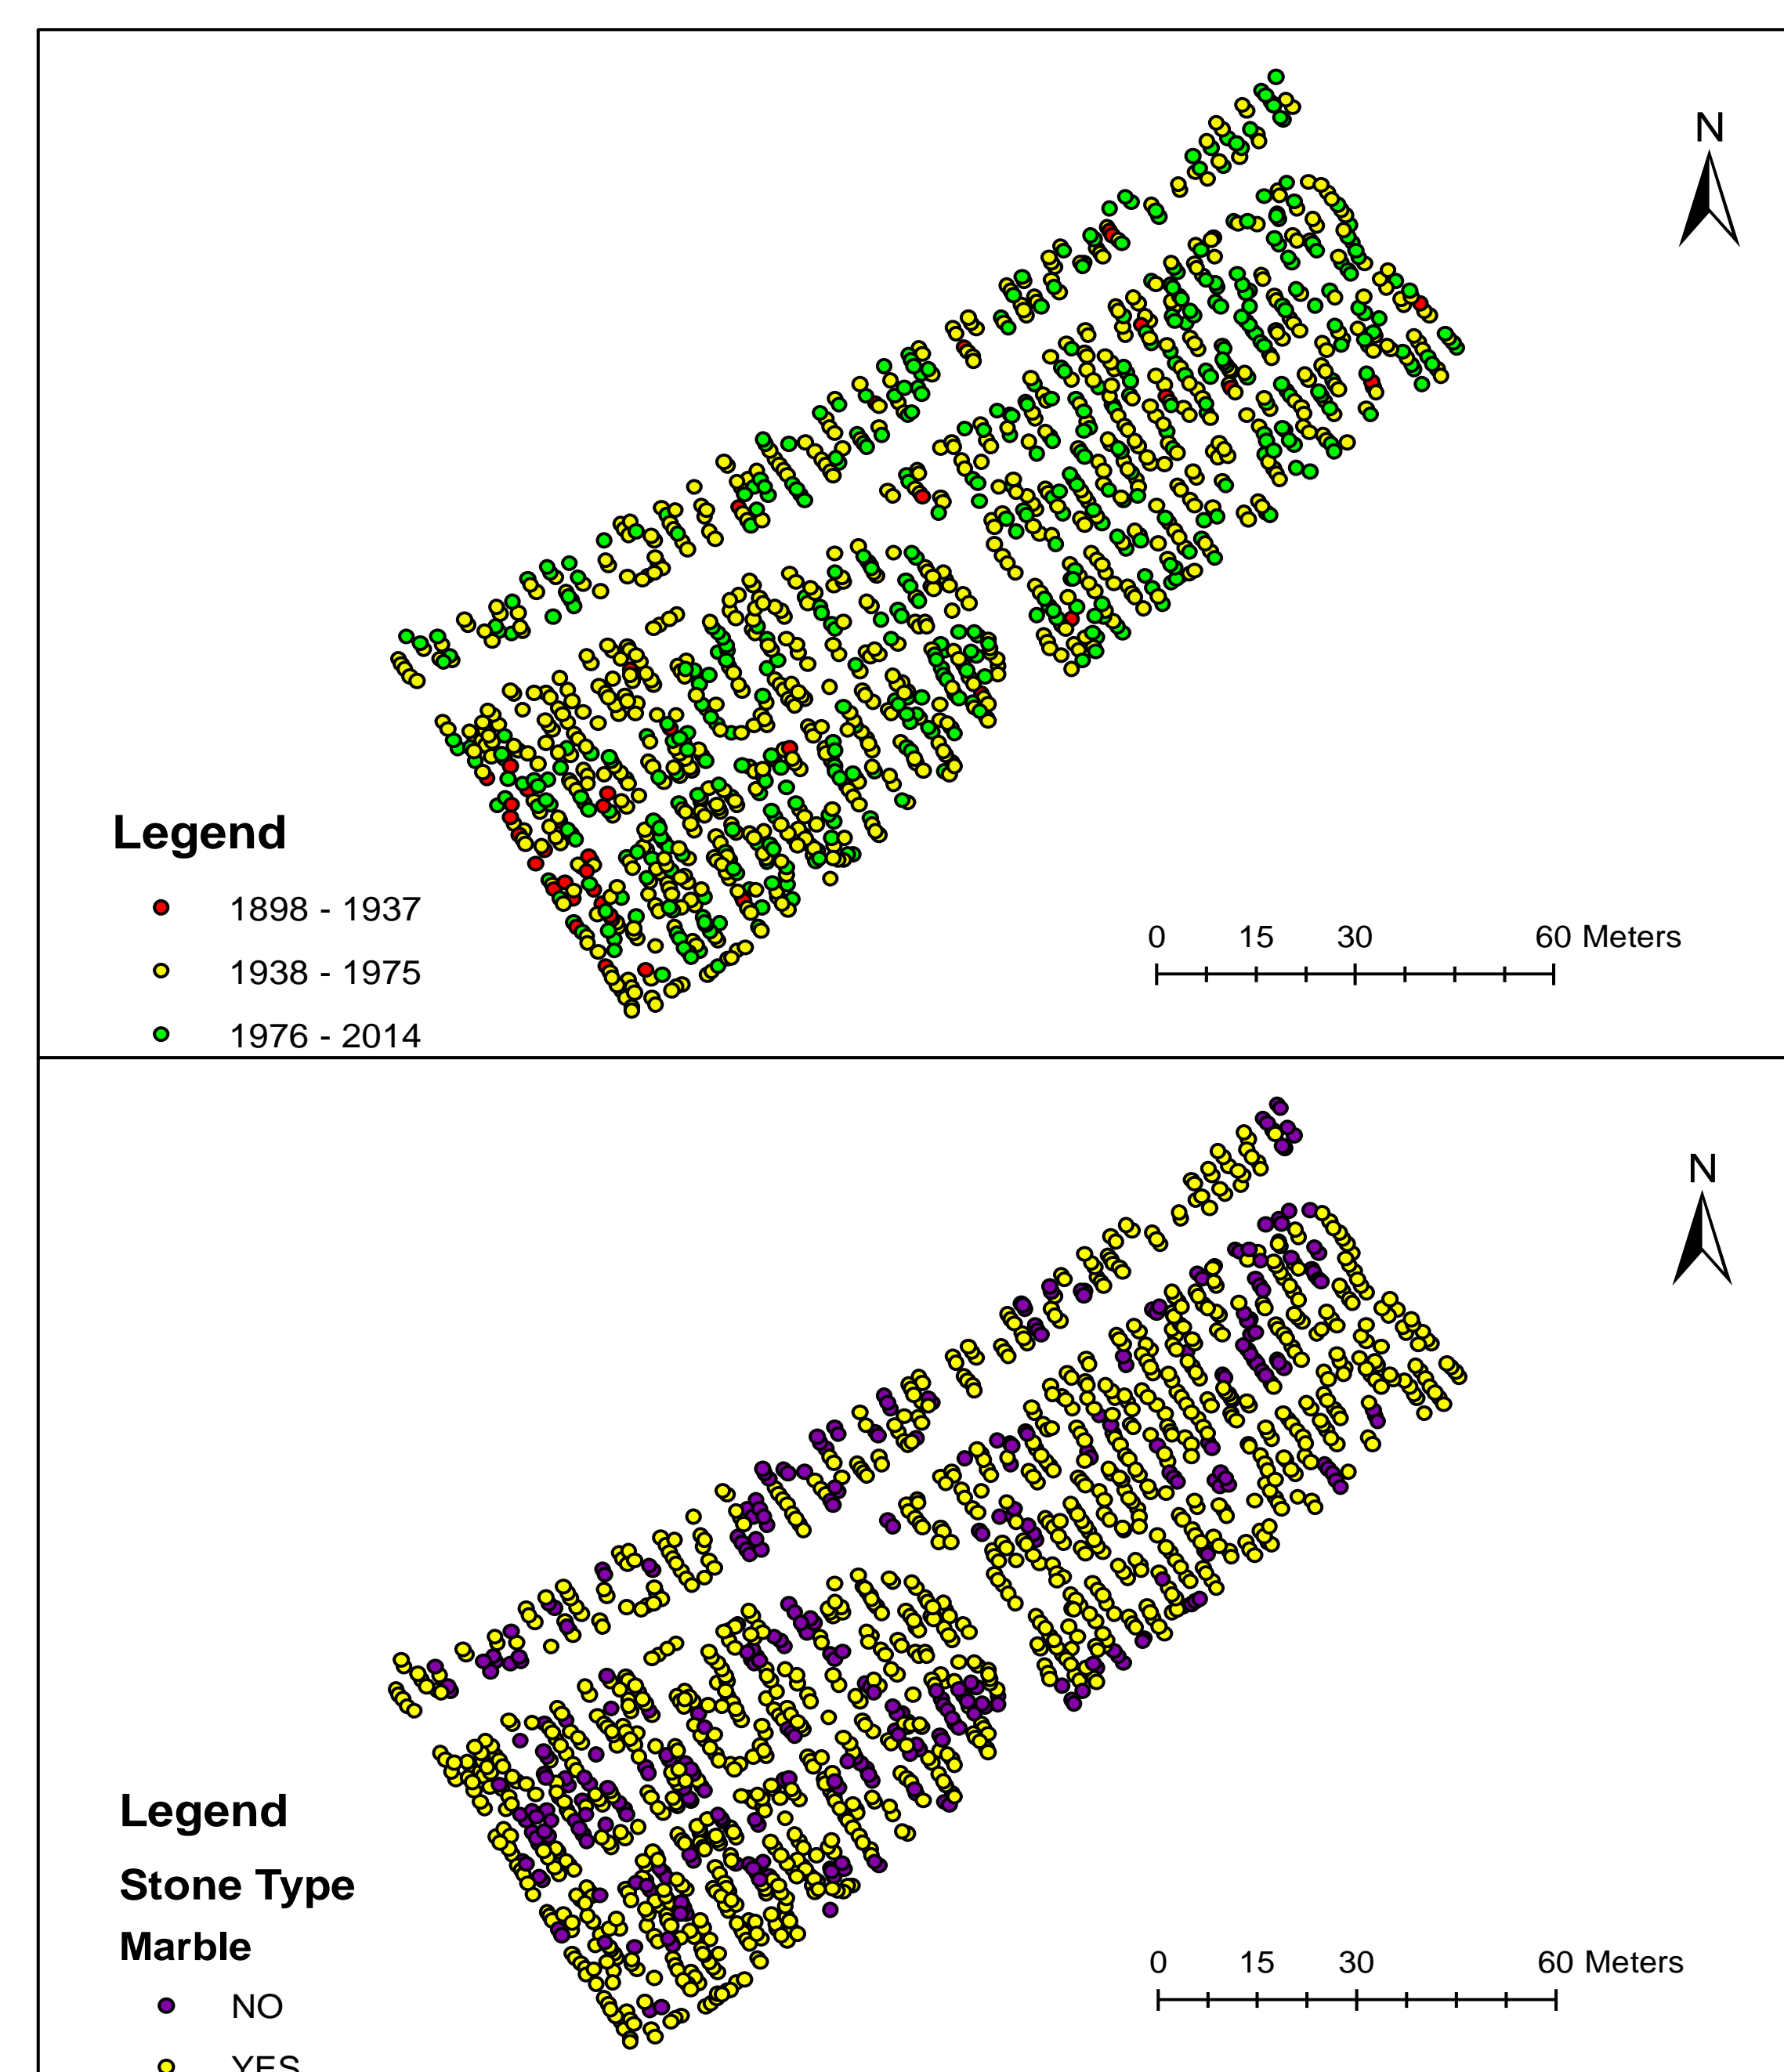 N
Legend
1898 - 1937
1938 - 1975
1976 - 2014
0 15 30 60 Meters
N
Legend
Stone Type
Marble
NO
YES
0 15 30 60 Meters